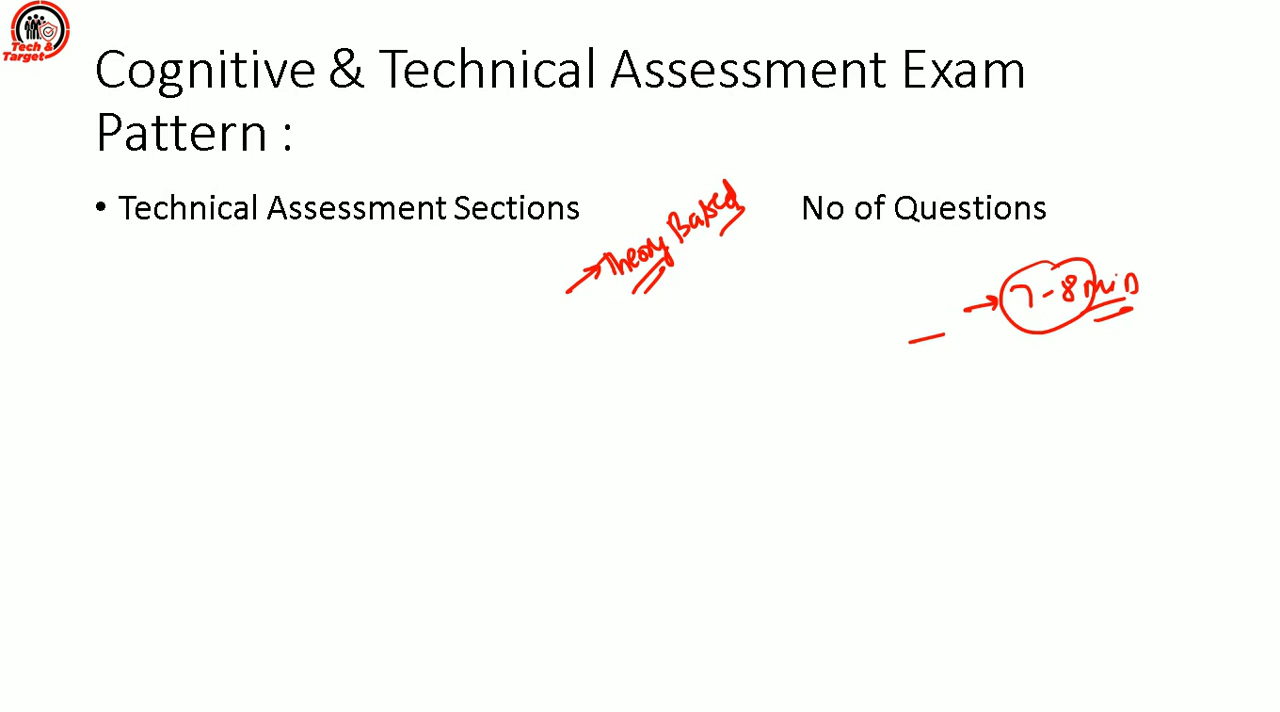 Tech &
Target
Cognitive & Technical Assessment Exam
Pattern :
• Technical Assessment Sections
No of Questions
→ Theory Based
→ 7-8 min